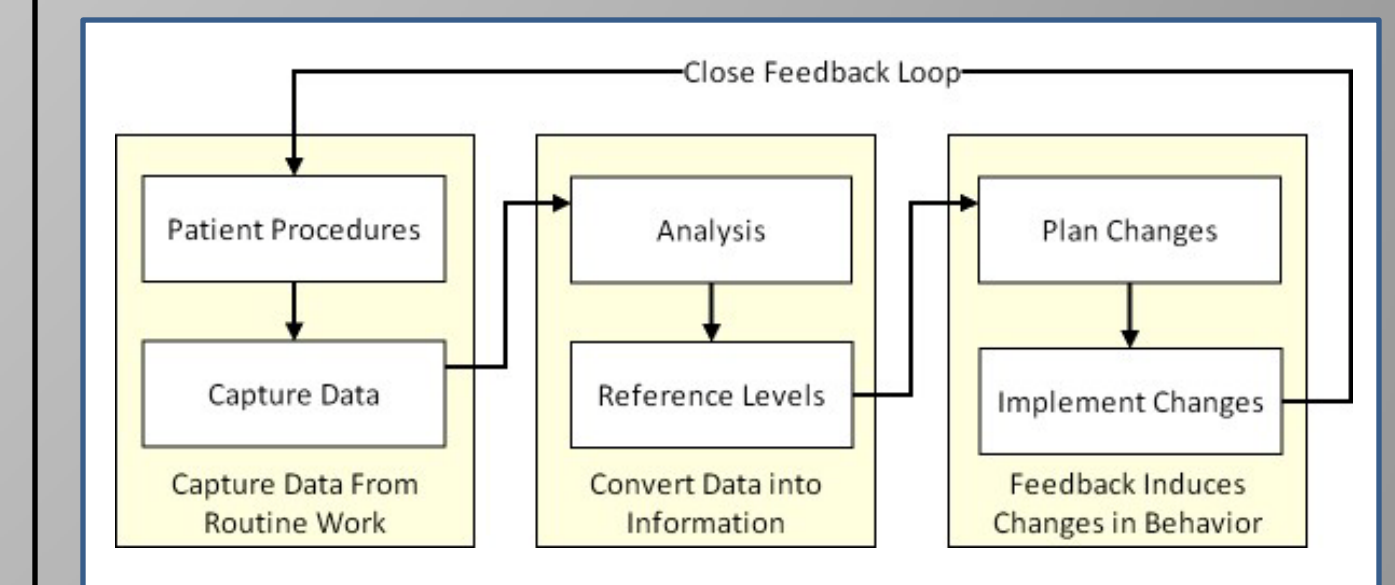 Close Feedback Loop
Patient Procedures
Capture Data
Capture Data From
Routine Work
Analysis
Reference Levels
Convert Data into
Information
Plan Changes
Implement Changes
Feedback Induces
Changes in Behavior